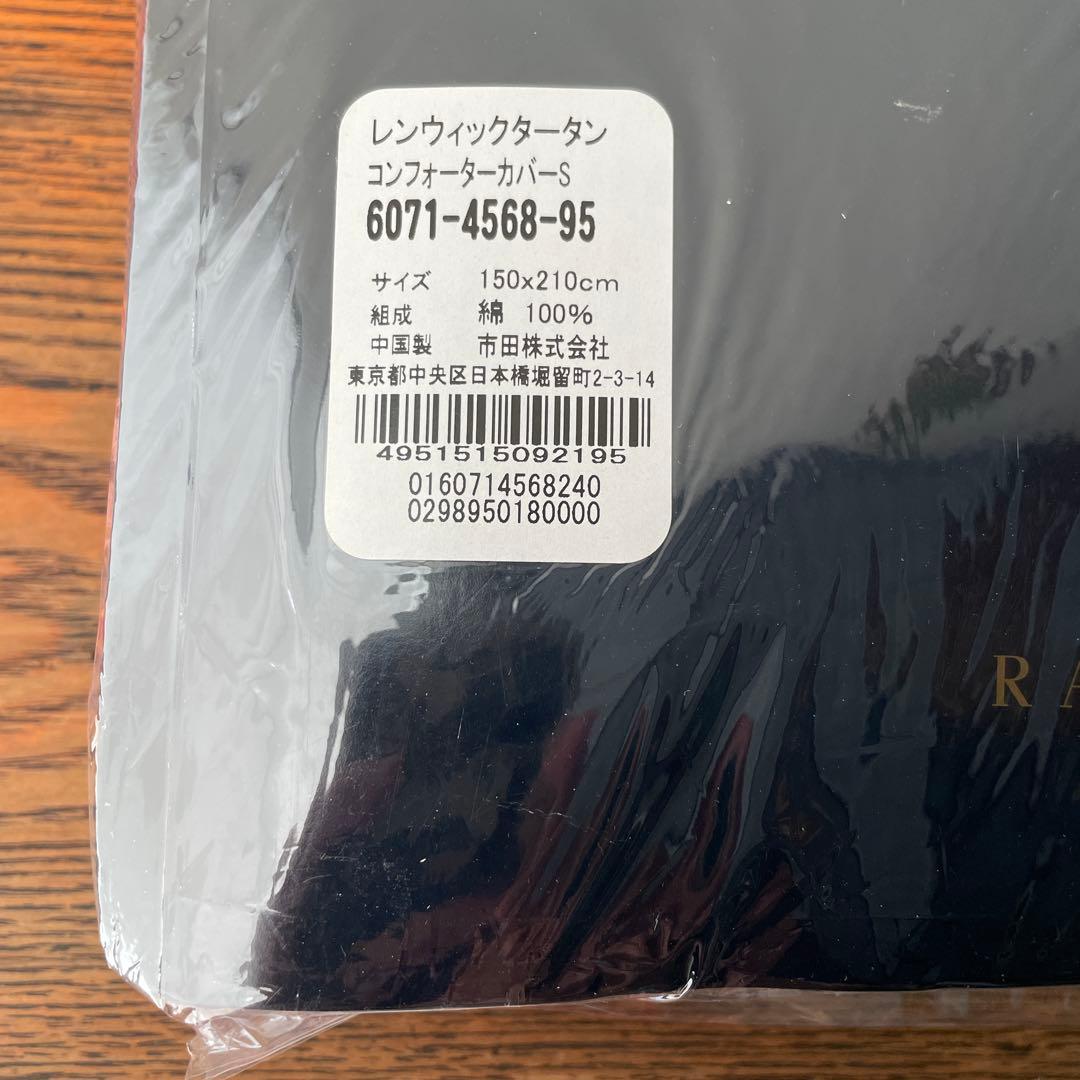 レンウィックタータン
コンフォーターカバーS
6071-4568-95
サイズ 150x210cm
組成 綿 100%
中国製 市田株式会社
東京都中央区日本橋堀留町2-3-14
4951515092195
0160714568240
0298950180000
RA